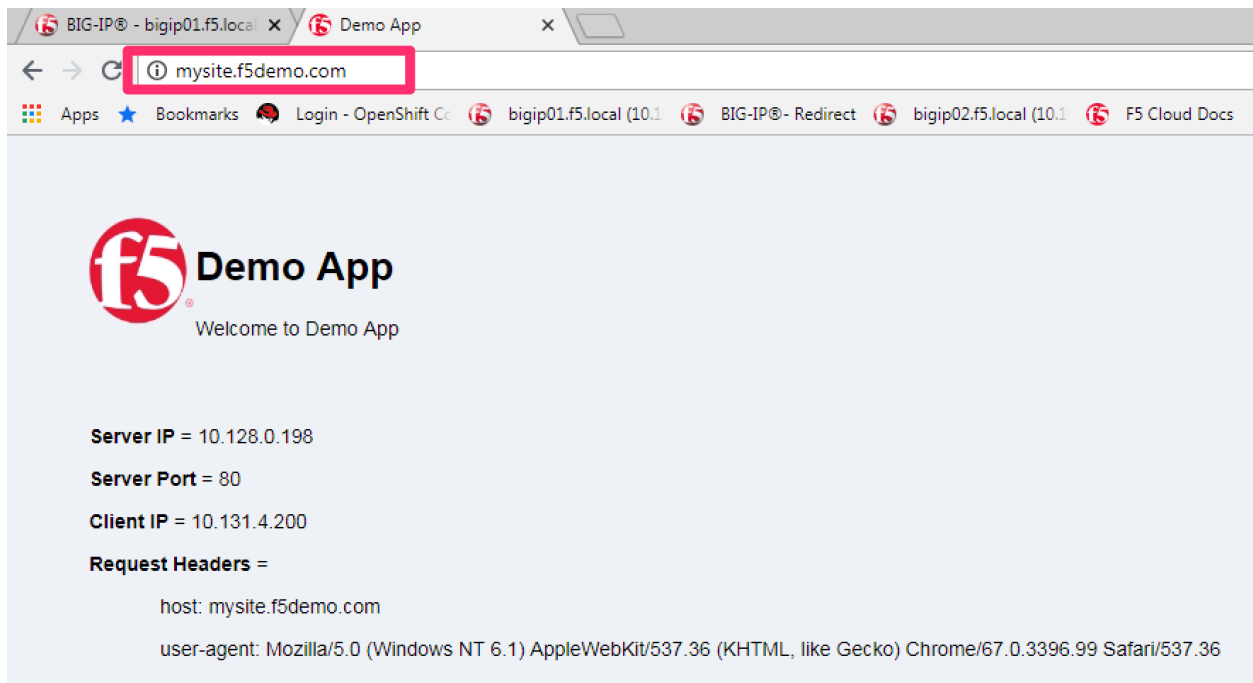 BIG-IP® - bigip01.f5.loca Demo App
mysite.f5demo.com
Apps Bookmarks Login - OpenShift Co bigip01.f5.local (10.1 BIG-IP®- Redirect bigip02.f5.local (10.1 F5 Cloud Docs
f5® Demo App
Welcome to Demo App
Server IP = 10.128.0.198
Server Port = 80
Client IP = 10.131.4.200
Request Headers =
host: mysite.f5demo.com
user-agent: Mozilla/5.0 (Windows NT 6.1) AppleWebKit/537.36 (KHTML, like Gecko) Chrome/67.0.3396.99 Safari/537.36